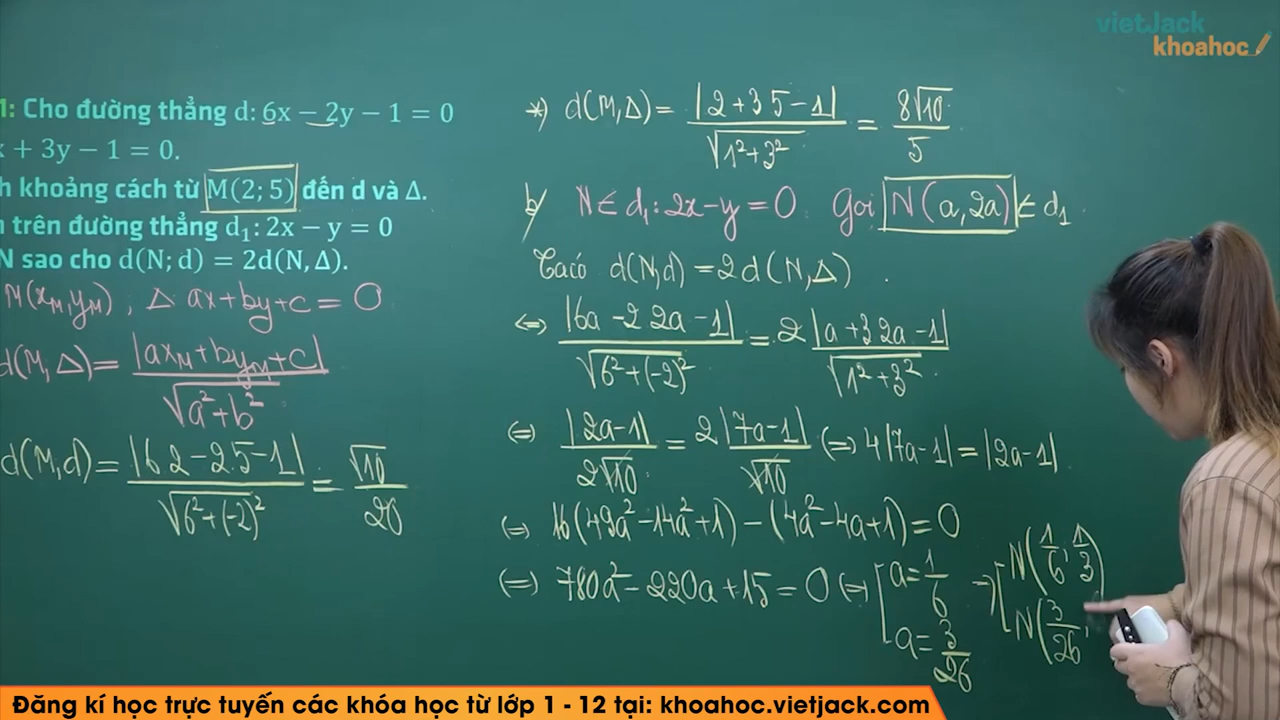 vietJack
khoahoc
1: Cho đường thẳng d: 6x − 2y − 1 = 0
x + 3y − 1 = 0.
h khoảng cách từ M(2; 5) đến d và Δ.
n trên đường thẳng d₁: 2x − y = 0
N sao cho d(N; d) = 2d(N, Δ).
M(x_M, y_M), Δ: ax + by + c = 0
d(M, Δ) = |ax_M + by_M + c| / √(a² + b²)
d(M, d) = |6.2 − 2.5 − 1| / √(6² + (−2)²) = √10 / 20
*) d(M, Δ) = |2 + 3.5 − 1| / √(1² + 3²) = 8√10 / 5
b/ N ∈ d₁: 2x − y = 0 Gọi N(a, 2a) ∈ d₁
Ta có d(N, d) = 2d(N, Δ).
⇔ |6a − 2.2a − 1| / √(6² + (−2)²) = 2 |a + 3.2a − 1| / √(1² + 3²)
⇔ |2a − 1| / 2√10 = 2 |7a − 1| / √10 ⇔ 4|7a − 1| = |2a − 1|
⇔ 16(49a² − 14a² + 1) − (4a² − 4a + 1) = 0
⇔ 780a² − 220a + 15 = 0 ⇔ [ a = 1/6 → [ N(1/6, 1/3)
a = 3/26 N(3/26,
Đăng kí học trực tuyến các khóa học từ lớp 1 - 12 tại: khoahoc.vietjack.com